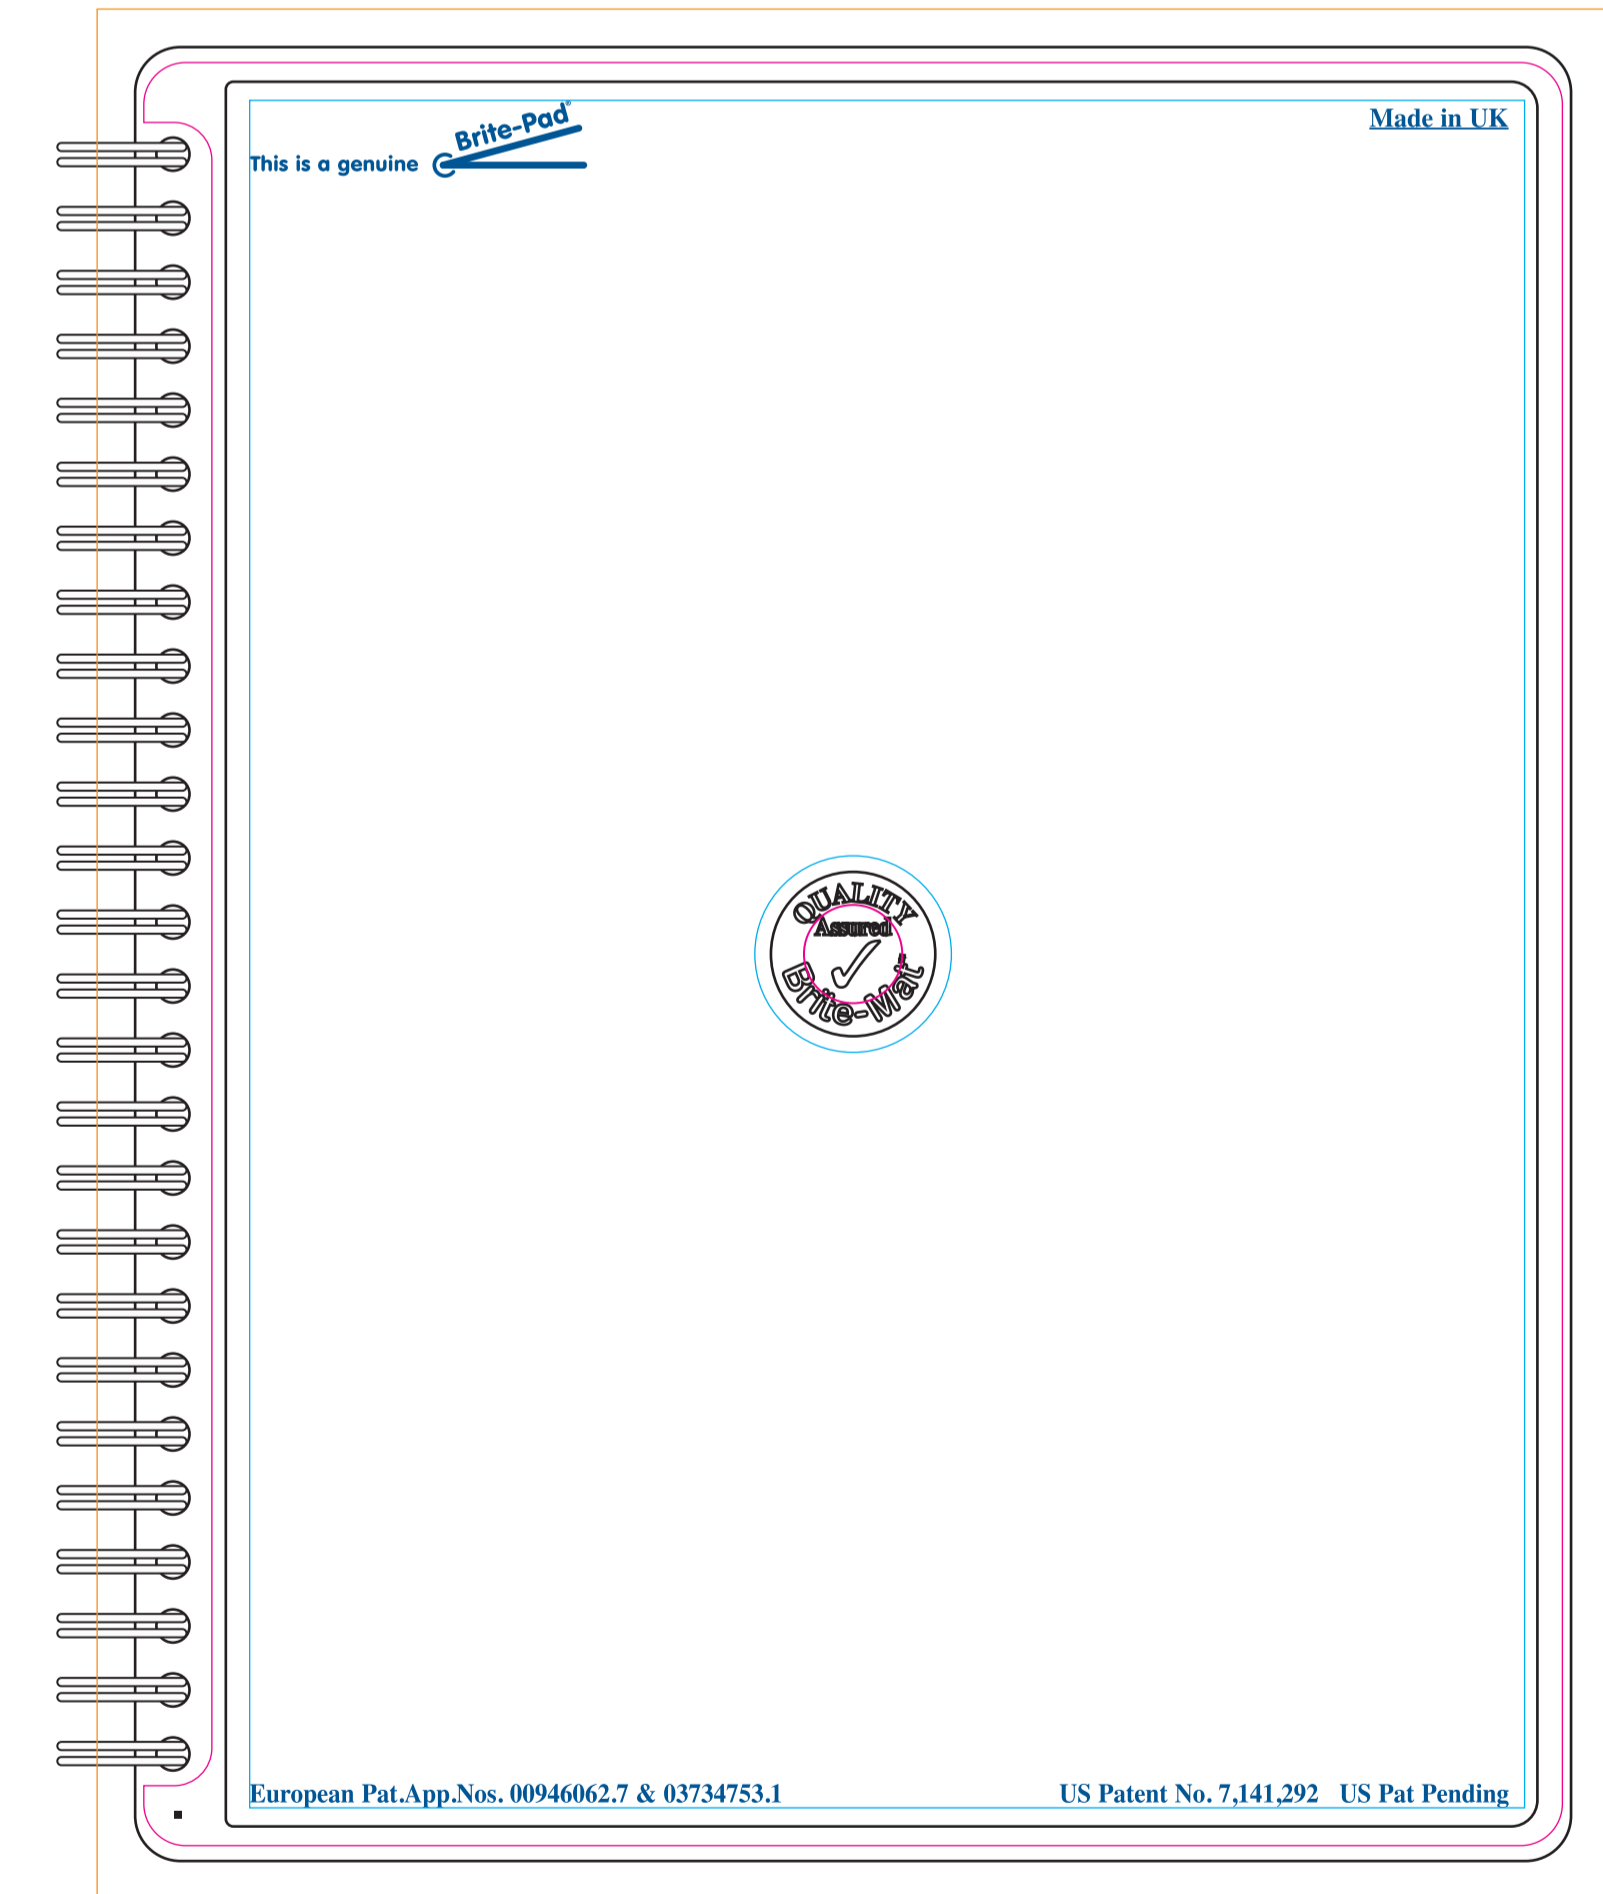 Brite-Pad®
Made in UK
This is a genuine
QUALITY
Assured
Brite-Mat
European Pat.App.Nos. 00946062.7 & 03734753.1
US Patent No. 7,141,292 US Pat Pending